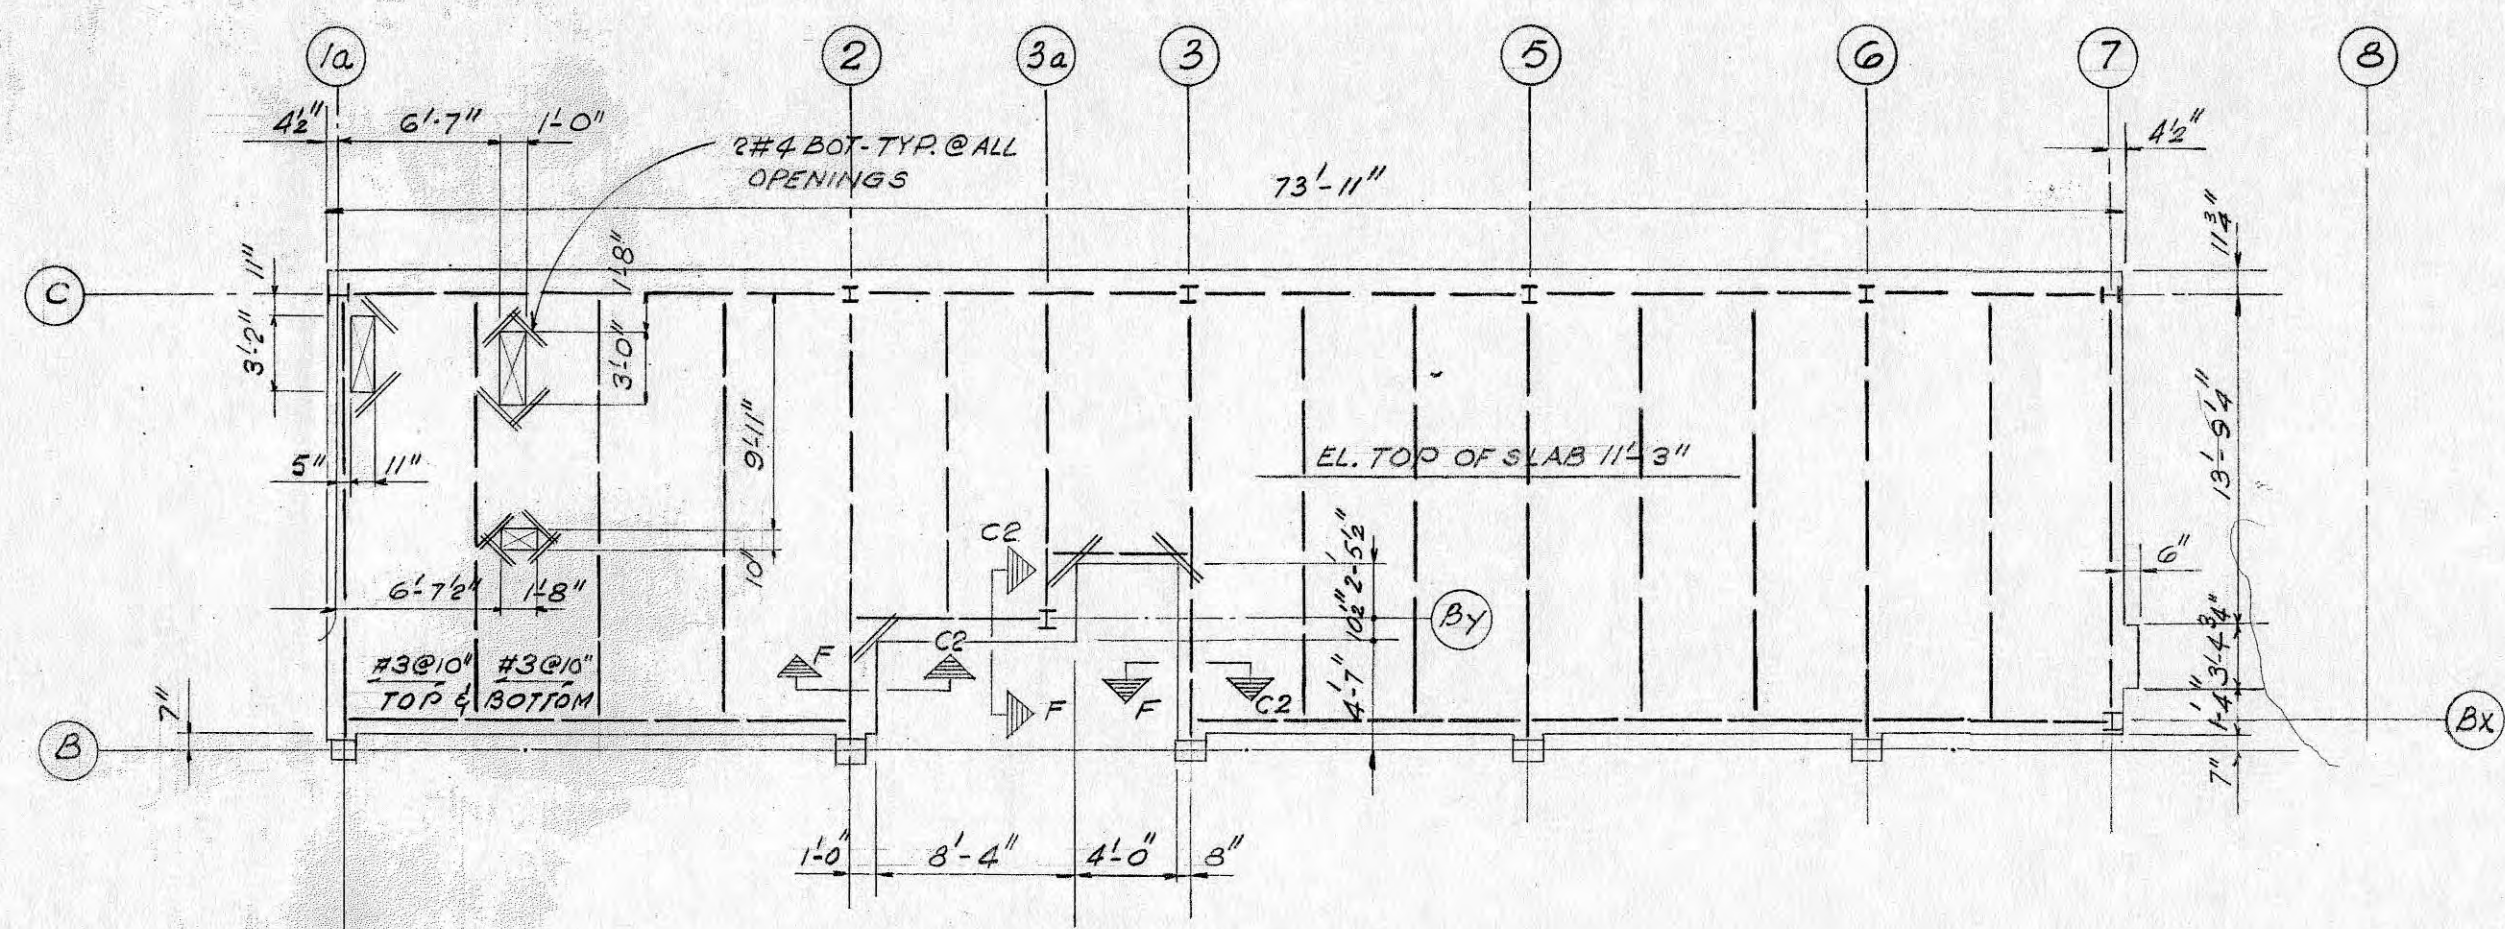 1a 2 3a 3 5 6 7 8
4½" 6'-7" 1'-0"
4½"
2#4 BOT-TYP. @ ALL
OPENINGS
73'-11"
11¾"
C
11"
1'-8"
3'-2"
3'-0"
9'-11"
13'-9¼"
5" 11"
EL. TOP OF SLAB 11'-3"
C2
2'-5½"
6"
10"
6'-7½" 1'-8"
10½"
By
3'-4¾"
#3@10" #3@10"
TOP & BOTTOM
F C2
4'-7"
F F C2
1'-4"
7"
B
Bx
7"
1'-0" 8'-4" 4'-0" 8"